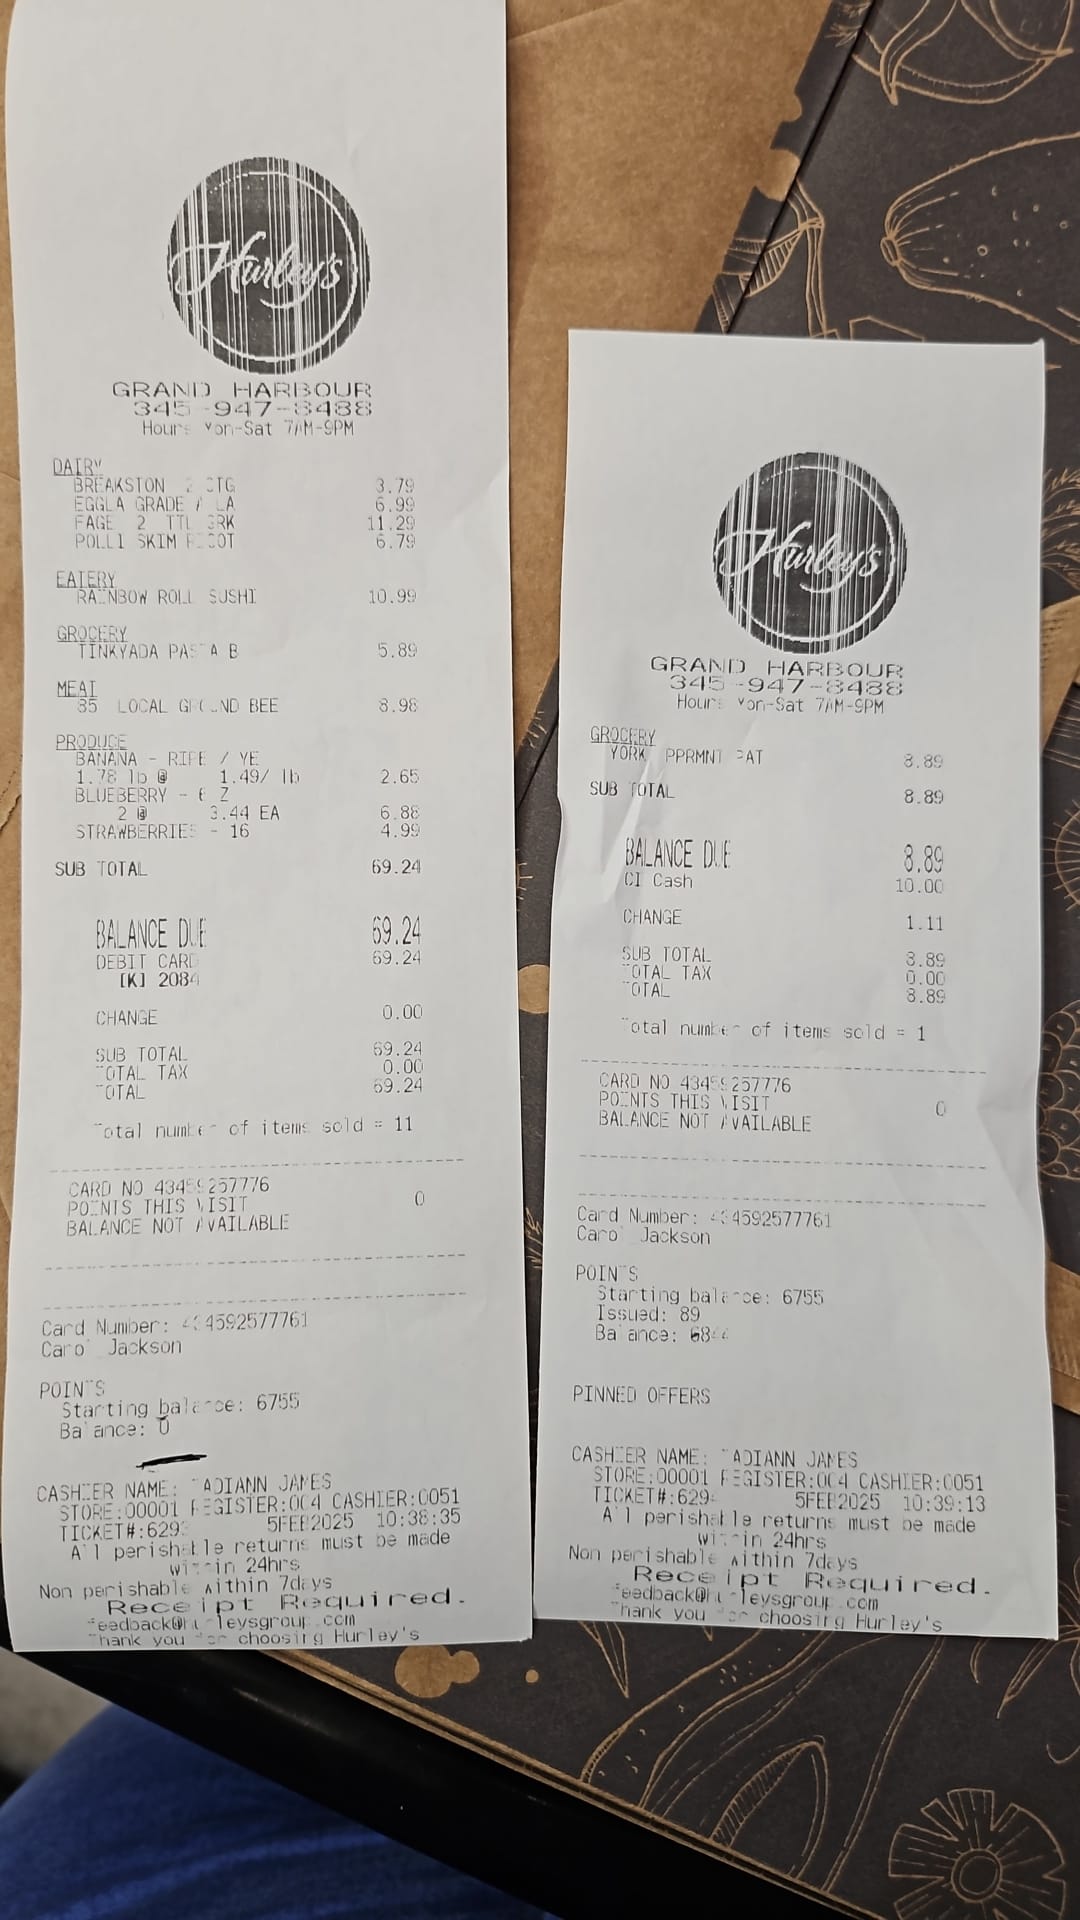 Hurley's
GRAND HARBOUR
345-947-8488
Hours Mon-Sat 7AM-9PM
DAIRY
BREAKSTON 2 CTG 3.79
EGGLA GRADE A LA 6.99
FAGE 2 TTL GRK 11.29
POLLI SKIM RICOT 6.79
EATERY
RAINBOW ROLL SUSHI 10.99
GROCERY
TINKYADA PASTA B 5.89
MEAT
85 LOCAL GROUND BEE 8.98
PRODUCE
BANANA - RIPE / YE
1.78 lb @ 1.49/ lb 2.65
BLUEBERRY - 6 Z
2 @ 3.44 EA 6.88
STRAWBERRIES - 16 4.99
SUB TOTAL 69.24
BALANCE DUE 69.24
DEBIT CARD 69.24
[K] 2084
CHANGE 0.00
SUB TOTAL 69.24
TOTAL TAX 0.00
TOTAL 69.24
Total number of items sold = 11
CARD NO 43459257776
POINTS THIS VISIT 0
BALANCE NOT AVAILABLE
Card Number: 434592577761
Carol Jackson
POINTS
Starting balance: 6755
Balance: 0
CASHIER NAME: TADIANN JAMES
STORE:00001 REGISTER:004 CASHIER:0051
TICKET#:6293 5FEB2025 10:38:35
All perishable returns must be made
within 24hrs
Non perishable within 7days
Receipt Required.
feedback@hurleysgroup.com
Thank you for choosing Hurley's
Hurley's
GRAND HARBOUR
345-947-8488
Hours Mon-Sat 7AM-9PM
GROCERY
YORK PPRMNT PAT 8.89
SUB TOTAL 8.89
BALANCE DUE 8.89
CI Cash 10.00
CHANGE 1.11
SUB TOTAL 8.89
TOTAL TAX 0.00
TOTAL 8.89
Total number of items sold = 1
CARD NO 43459257776
POINTS THIS VISIT 0
BALANCE NOT AVAILABLE
Card Number: 434592577761
Carol Jackson
POINTS
Starting balance: 6755
Issued: 89
Balance: 6844
PINNED OFFERS
CASHIER NAME: TADIANN JAMES
STORE:00001 REGISTER:004 CASHIER:0051
TICKET#:6294 5FEB2025 10:39:13
All perishable returns must be made
within 24hrs
Non perishable within 7days
Receipt Required.
feedback@hurleysgroup.com
Thank you for choosing Hurley's